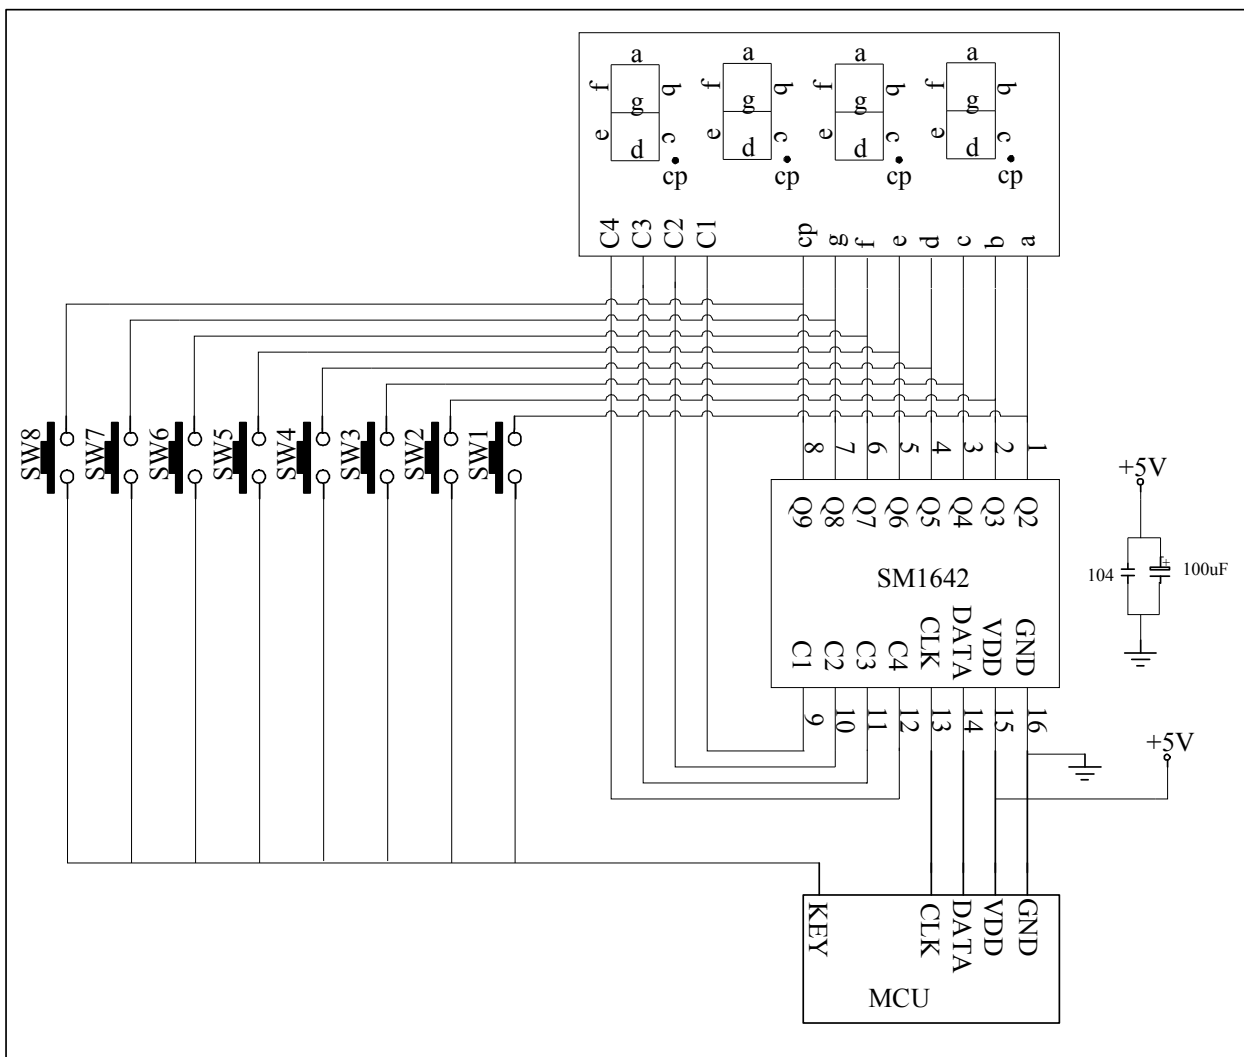 a a a a
f b f b f b f b
g g g g
e c e c e c e c
d d d d
cp cp cp cp
C4 C3 C2 C1 cp g f e d c b a
SW8 SW7 SW6 SW5 SW4 SW3 SW2 SW1
8 7 6 5 4 3 2 1
+5V
Q9 Q8 Q7 Q6 Q5 Q4 Q3 Q2
SM1642
104 + 100uF
C1 C2 C3 C4 CLK DATA VDD GND
9 10 11 12 13 14 15 16
+5V
KEY CLK DATA VDD GND
MCU